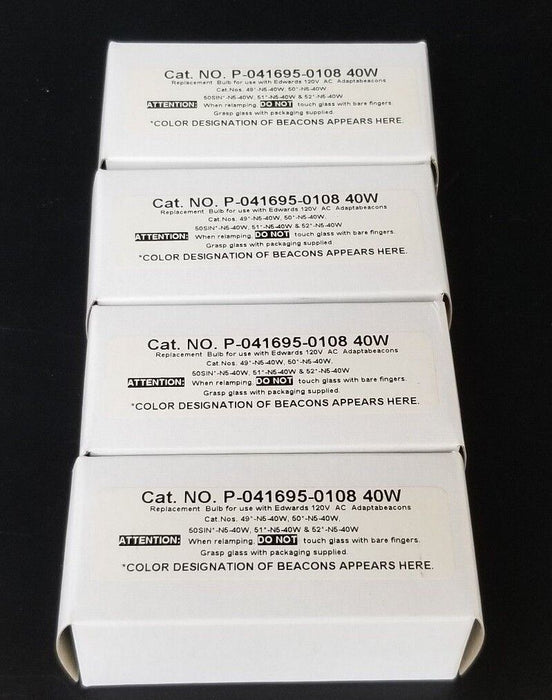 Cat. NO. P-041695-0108 40W
Replacement Bulb for use with Edwards 120V AC Adaptabeacons
Cat.Nos. 49*-N5-40W, 50*-N5-40W,
50SIN*-N5-40W, 51*-N5-40W & 52*-N5-40W
ATTENTION: When relamping DO NOT touch glass with bare fingers.
Grasp glass with packaging supplied.
*COLOR DESIGNATION OF BEACONS APPEARS HERE.
Cat. NO. P-041695-0108 40W
Replacement Bulb for use with Edwards 120V AC Adaptabeacons
Cat.Nos. 49*-N5-40W, 50*-N5-40W,
50SIN*-N5-40W, 51*-N5-40W & 52*-N5-40W
ATTENTION: When relamping DO NOT touch glass with bare fingers.
Grasp glass with packaging supplied.
*COLOR DESIGNATION OF BEACONS APPEARS HERE.
Cat. NO. P-041695-0108 40W
Replacement Bulb for use with Edwards 120V AC Adaptabeacons
Cat.Nos. 49*-N5-40W, 50*-N5-40W,
50SIN*-N5-40W, 51*-N5-40W & 52*-N5-40W
ATTENTION: When relamping DO NOT touch glass with bare fingers.
Grasp glass with packaging supplied.
*COLOR DESIGNATION OF BEACONS APPEARS HERE.
Cat. NO. P-041695-0108 40W
Replacement Bulb for use with Edwards 120V AC Adaptabeacons
Cat.Nos. 49*-N5-40W, 50*-N5-40W,
50SIN*-N5-40W, 51*-N5-40W & 52*-N5-40W
ATTENTION: When relamping DO NOT touch glass with bare fingers.
Grasp glass with packaging supplied.
*COLOR DESIGNATION OF BEACONS APPEARS HERE.